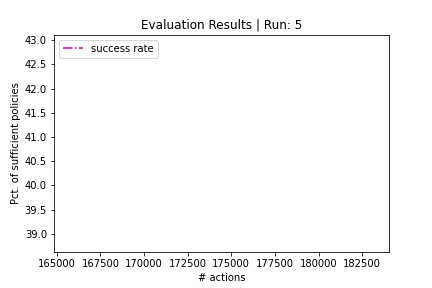 Evaluation Results | Run: 5
success rate
Pct. of sufficient policies
43.0
42.5
42.0
41.5
41.0
40.5
40.0
39.5
39.0
165000 167500 170000 172500 175000 177500 180000 182500
# actions